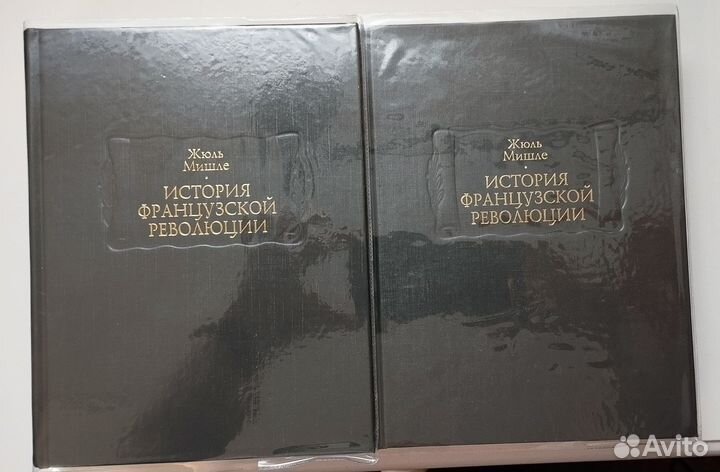 Жюль
Мишле
ИСТОРИЯ
ФРАНЦУЗСКОЙ
РЕВОЛЮЦИИ
Жюль
Мишле
ИСТОРИЯ
ФРАНЦУЗСКОЙ
РЕВОЛЮЦИИ
Avito